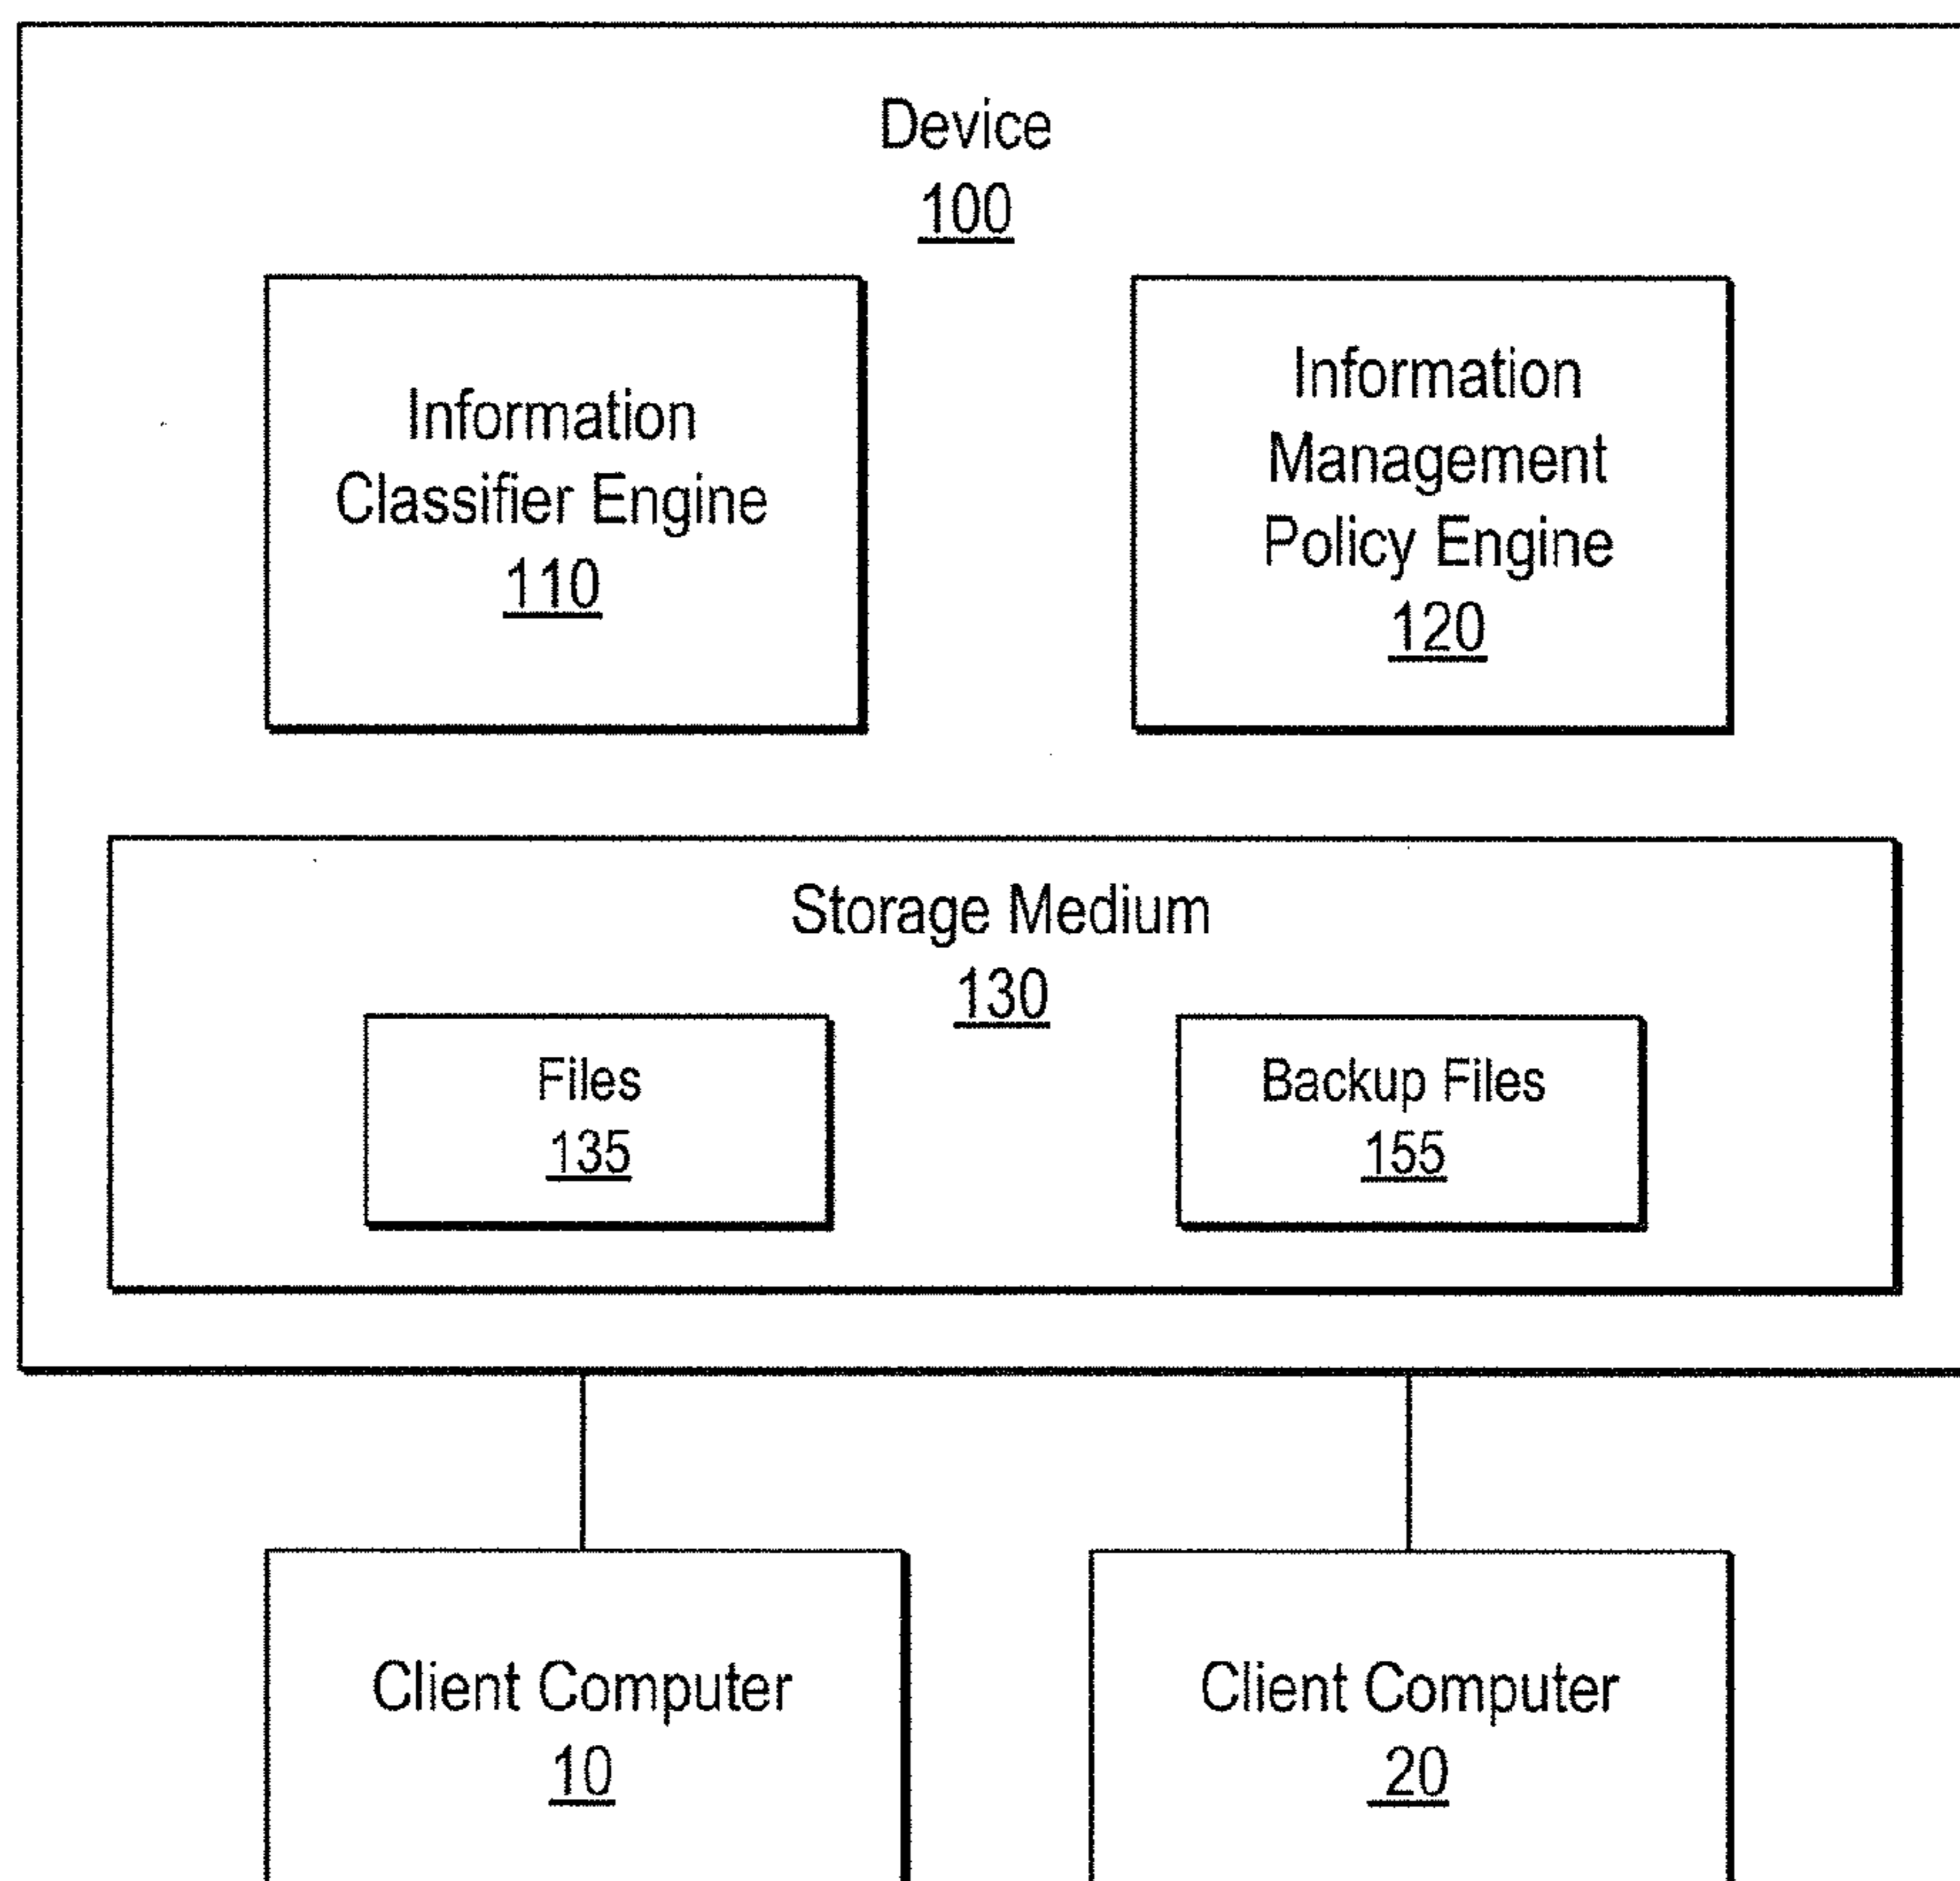 Device
100
Information
Classifier Engine
110
Information
Management
Policy Engine
120
Storage Medium
130
Files
135
Backup Files
155
Client Computer
10
Client Computer
20